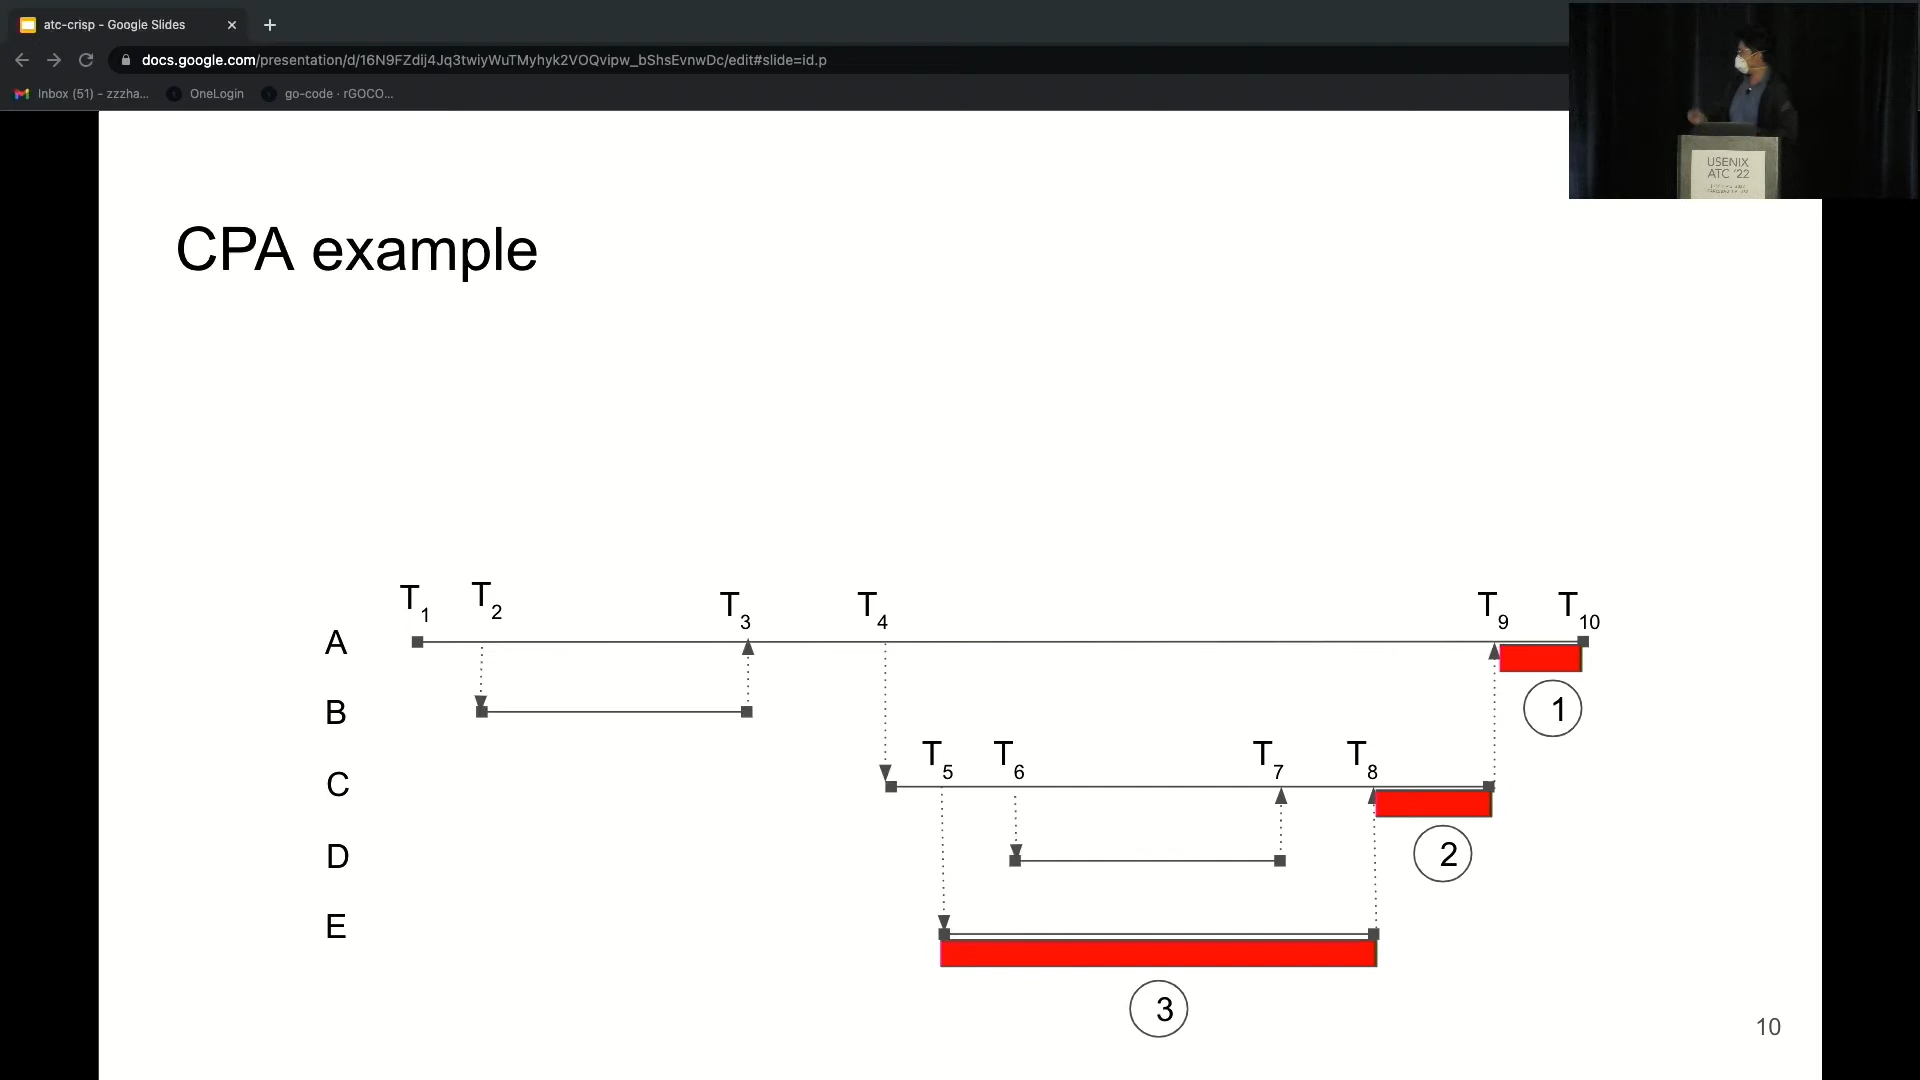 atc-crisp - Google Slides
docs.google.com/presentation/d/16N9FZdij4Jq3twiyWuTMyhyk2VOQvipw_bShsEvnwDc/edit#slide=id.p
Inbox (51) - zzzha... OneLogin go-code · rGOCO...
USENIX
ATC '22
CPA example
T1 T2 T3 T4 T9 T10
A
1
B
T5 T6 T7 T8
C
2
D
E
3
10